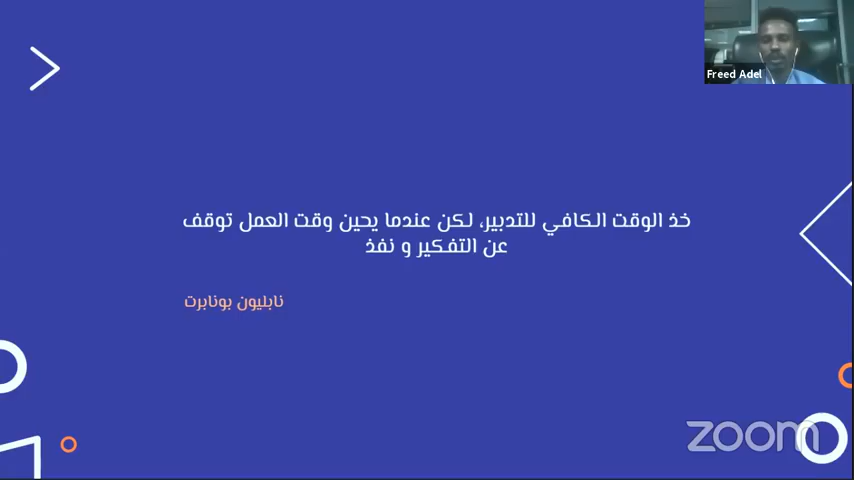 Freed Adel
خذ الوقت الكافي للتدبير، لكن عندما يحين وقت العمل توقف
عن التفكير و نفذ
نابليون بونابرت
zoom